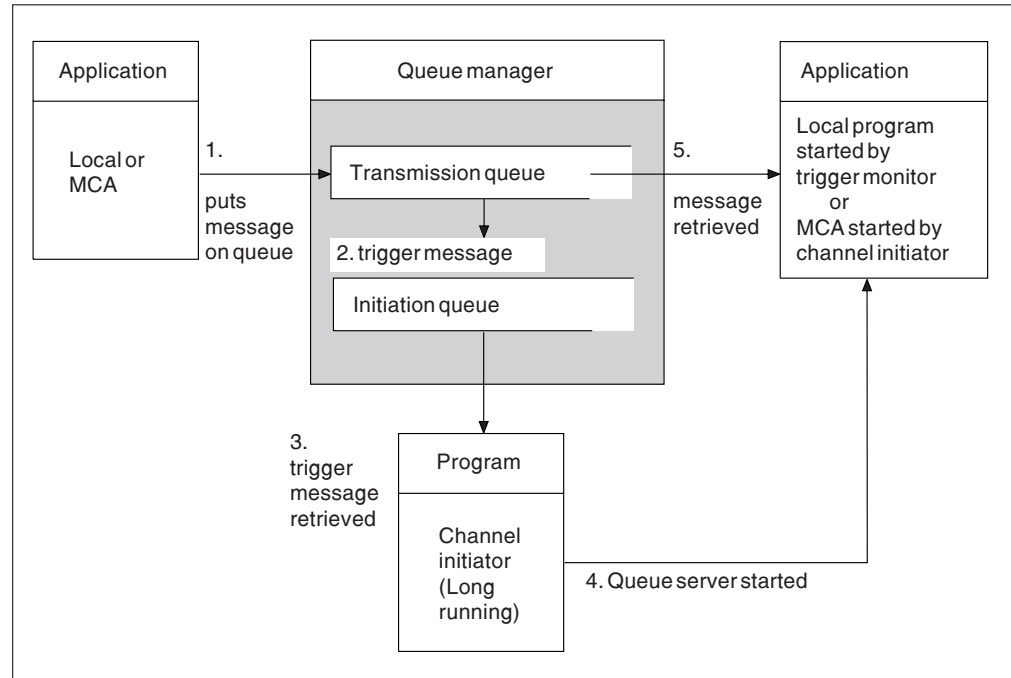 Application
Local or
MCA
1.
puts
message
on queue
Queue manager
Transmission queue
2. trigger message
Initiation queue
3.
trigger
message
retrieved
Program
Channel
initiator
(Long
running)
4. Queue server started
5.
message
retrieved
Application
Local program
started by
trigger monitor
or
MCA started by
channel initiator